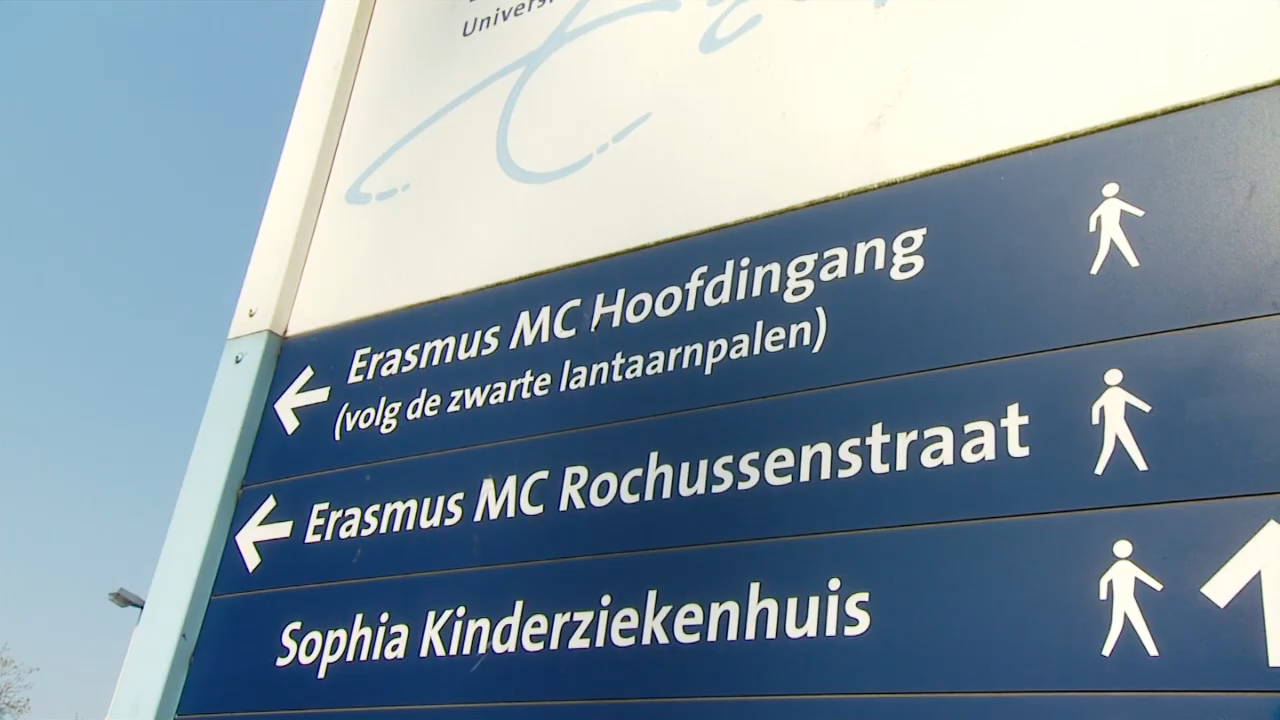 Erasmus MC Hoofdingang
(volg de zwarte lantaarnpalen)
Erasmus MC Rochussenstraat
Sophia Kinderziekenhuis